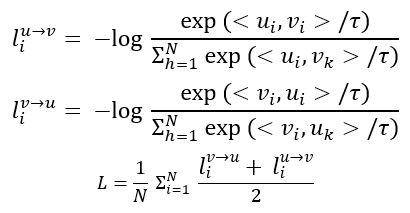 l_i^{u→v} = −log exp (< u_i, v_i > /τ) / Σ_{h=1}^{N} exp (< u_i, v_k > /τ)
l_i^{v→u} = −log exp (< v_i, u_i > /τ) / Σ_{h=1}^{N} exp (< v_i, u_k > /τ)
L = 1/N Σ_{i=1}^{N} l_i^{v→u} + l_i^{u→v} / 2